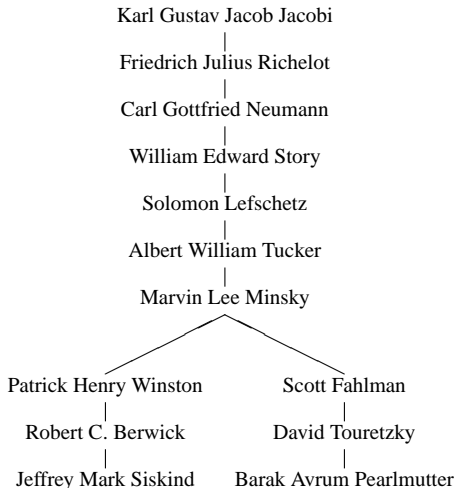 Karl Gustav Jacob Jacobi
Friedrich Julius Richelot
Carl Gottfried Neumann
William Edward Story
Solomon Lefschetz
Albert William Tucker
Marvin Lee Minsky
Patrick Henry Winston Scott Fahlman
Robert C. Berwick David Touretzky
Jeffrey Mark Siskind Barak Avrum Pearlmutter